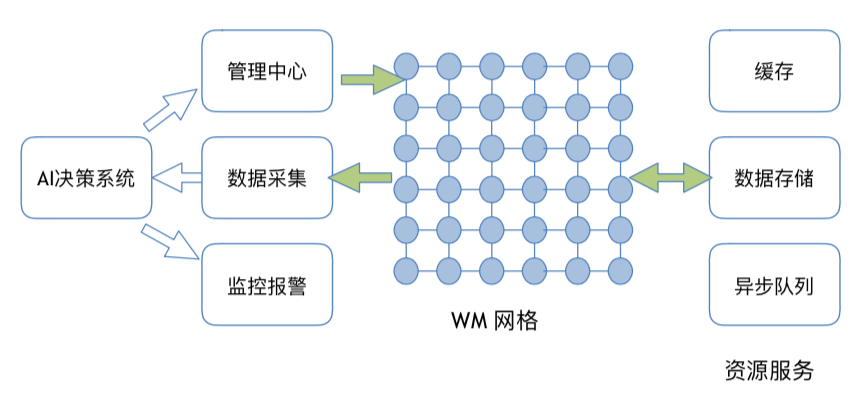 管理中心
缓存
AI决策系统
数据采集
数据存储
监控报警
异步队列
WM 网格
资源服务